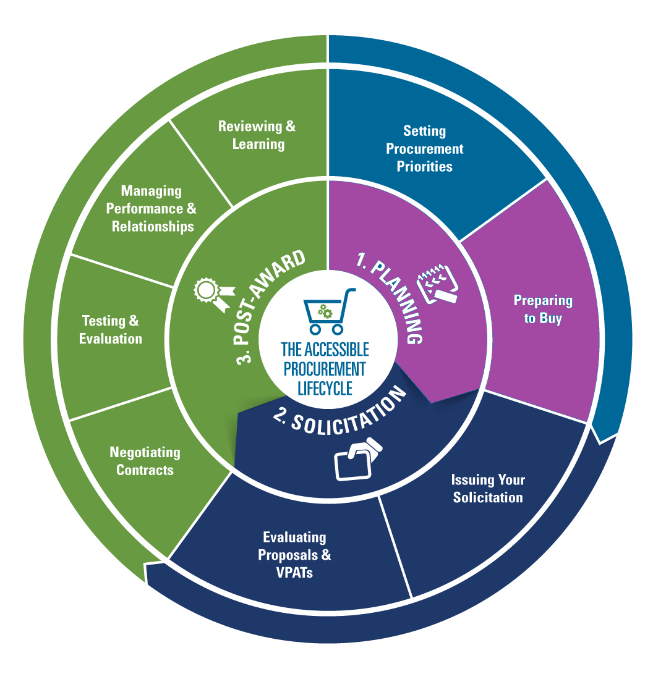 THE ACCESSIBLE
PROCUREMENT
LIFECYCLE
1. PLANNING
Setting
Procurement
Priorities
Preparing
to Buy
2. SOLICITATION
Issuing Your
Solicitation
Evaluating
Proposals &
VPATs
3. POST-AWARD
Negotiating
Contracts
Testing &
Evaluation
Managing
Performance &
Relationships
Reviewing &
Learning